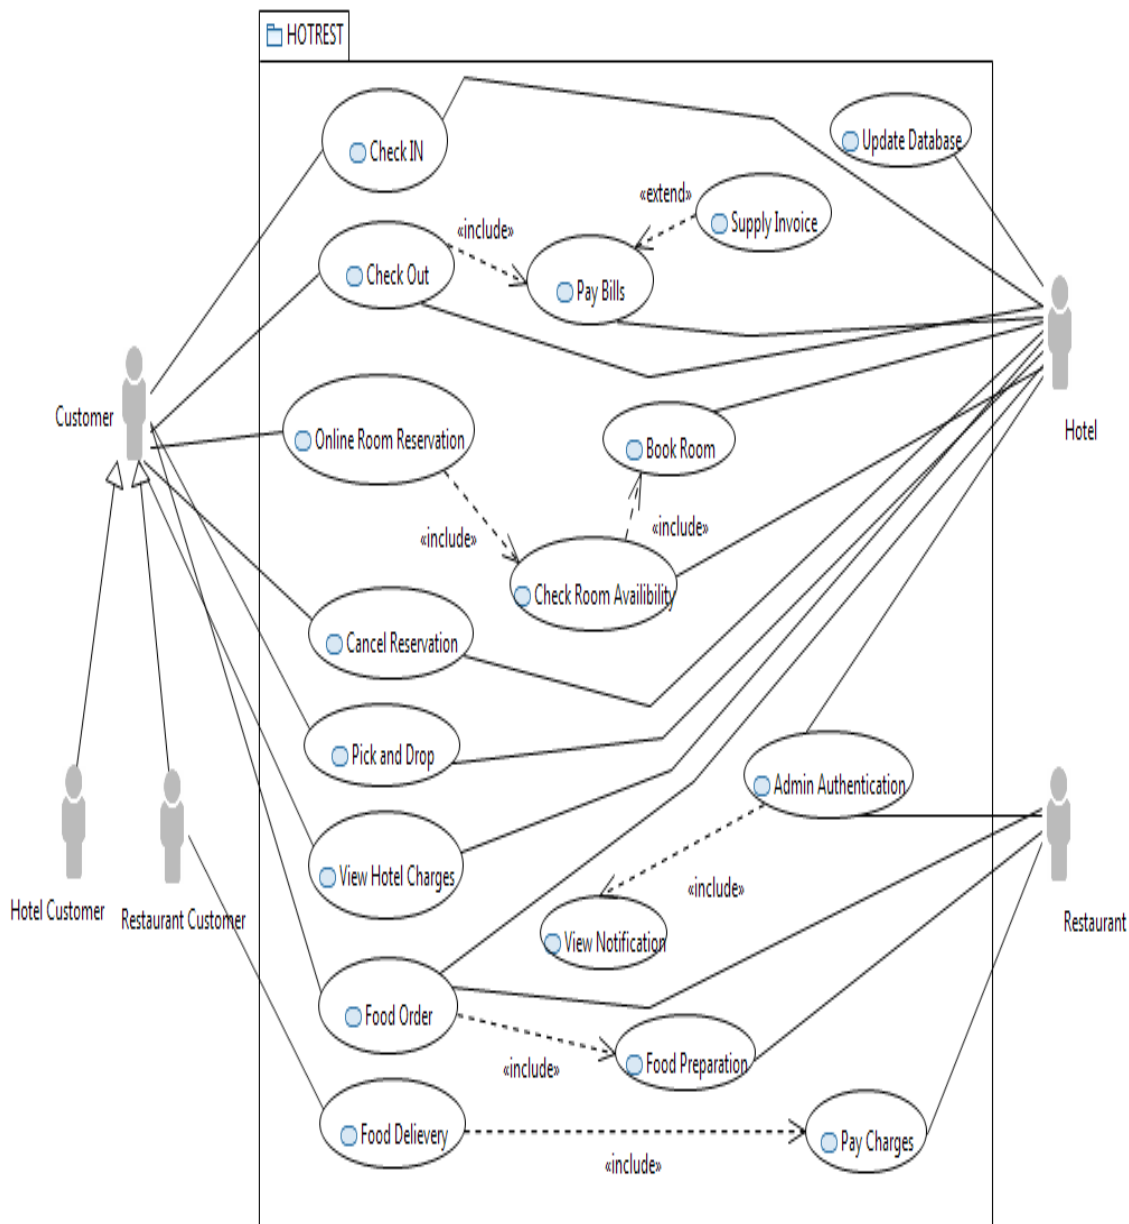 HOTREST
Check IN
Update Database
«extend»
Supply Invoice
«include»
Check Out
Pay Bills
Customer
Hotel
Online Room Reservation
Book Room
«include»
«include»
Check Room Availibility
Cancel Reservation
Pick and Drop
Admin Authentication
View Hotel Charges
«include»
Hotel Customer
Restaurant Customer
Restaurant
View Notification
Food Order
«include»
Food Preparation
Food Delievery
Pay Charges
«include»